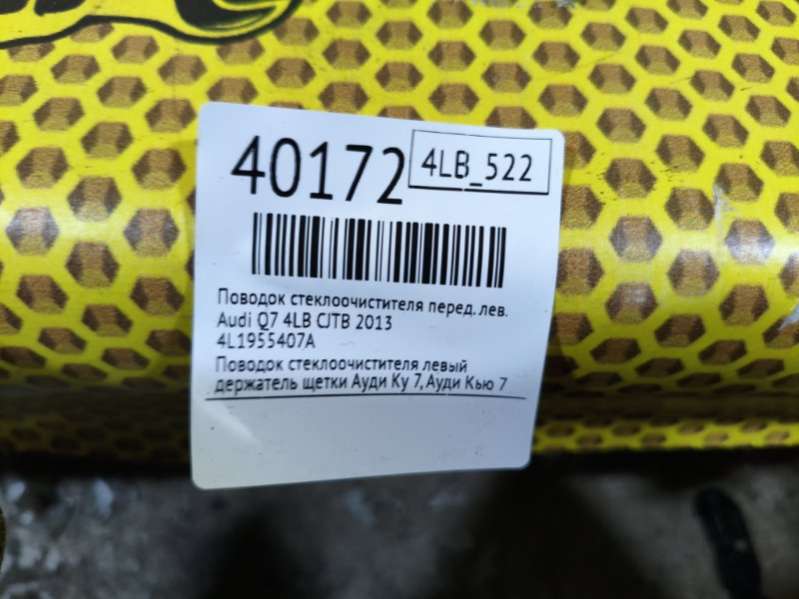 40172
4LB_522
Поводок стеклоочистителя перед. лев.
Audi Q7 4LB CJTB 2013
4L1955407A
Поводок стеклоочистителя левый
держатель щетки Ауди Ку 7, Ауди Кью 7